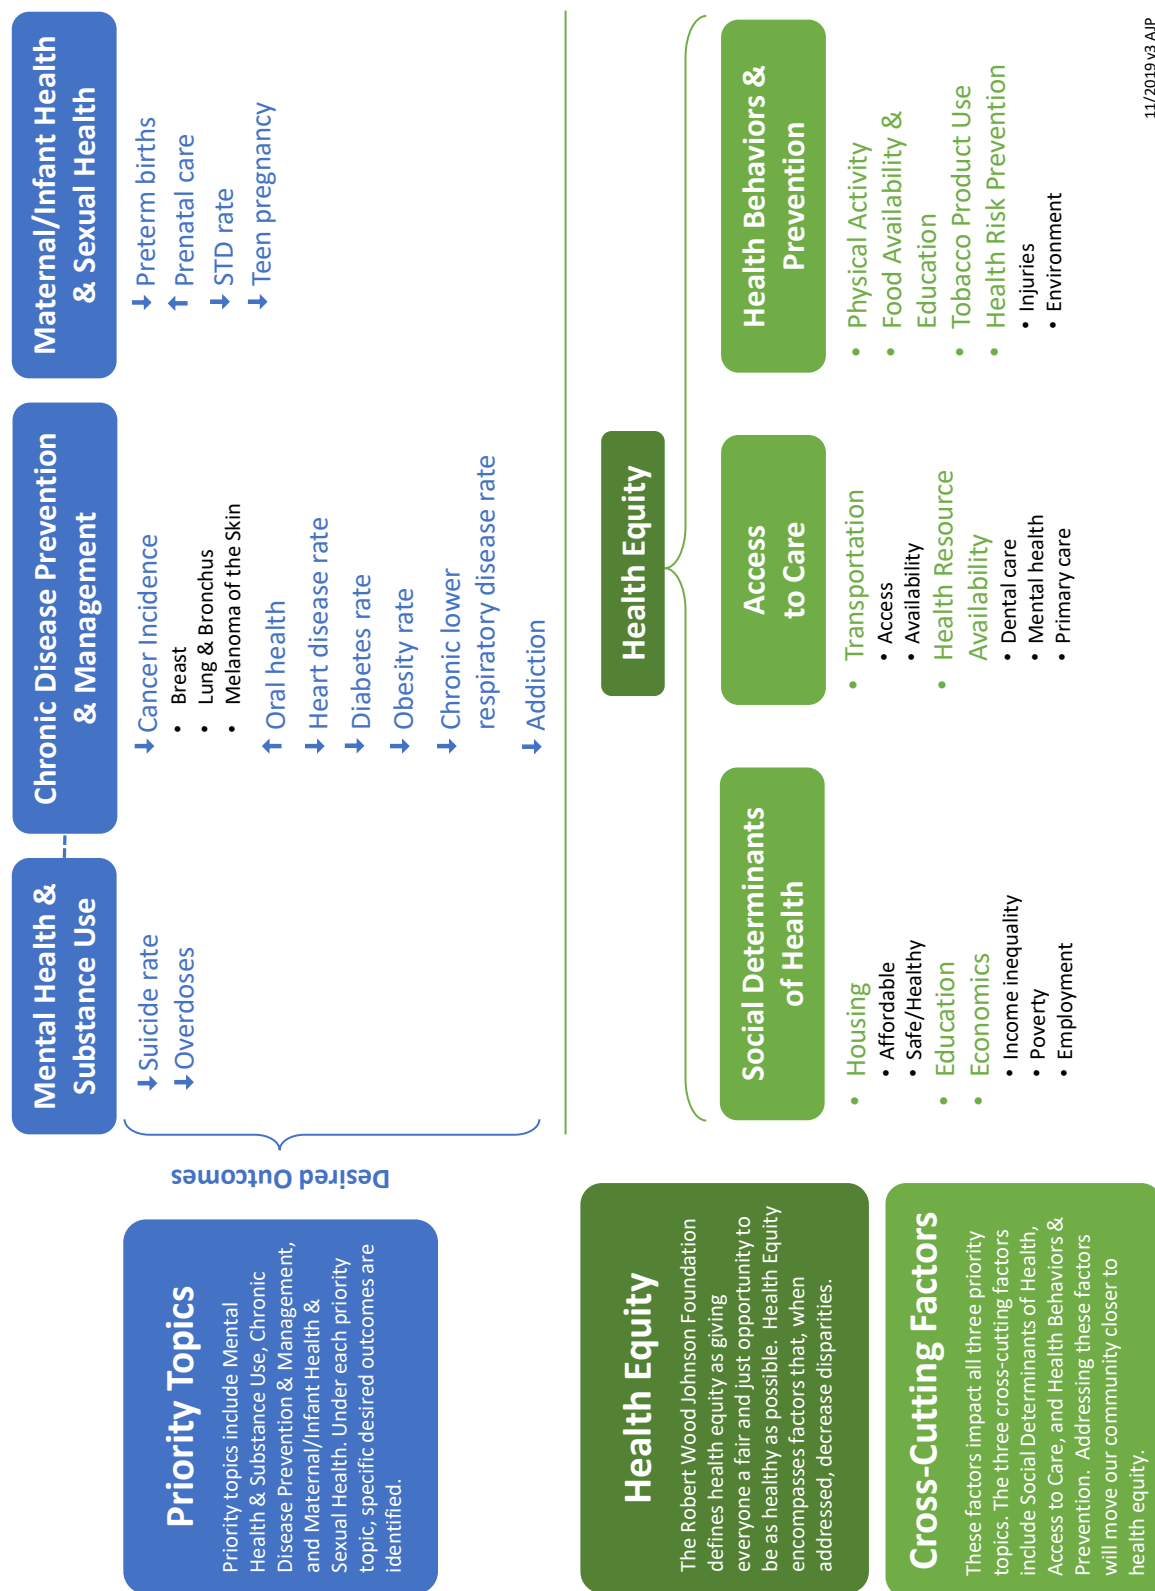 Priority Topics
Priority topics include Mental
Health & Substance Use, Chronic
Disease Prevention & Management,
and Maternal/Infant Health &
Sexual Health. Under each priority
topic, specific desired outcomes are
identified.
Desired Outcomes
Mental Health &
Substance Use
🡇Suicide rate
🡇Overdoses
Chronic Disease Prevention
& Management
🡇Cancer Incidence
• Breast
• Lung & Bronchus
• Melanoma of the Skin
🡅Oral health
🡇Heart disease rate
🡇Diabetes rate
🡇Obesity rate
🡇Chronic lower
respiratory disease rate
🡇Addiction
Maternal/Infant Health
& Sexual Health
🡇Preterm births
🡅Prenatal care
🡇STD rate
🡇Teen pregnancy
Health Equity
The Robert Wood Johnson Foundation
defines health equity as giving
everyone a fair and just opportunity to
be as healthy as possible.  Health Equity
encompasses factors that, when
addressed, decrease disparities.
Health Equity
Cross-Cutting Factors
These factors impact all three priority
topics. The three cross-cutting factors
include Social Determinants of Health,
Access to Care, and Health Behaviors &
Prevention.  Addressing these factors
will move our community closer to
health equity.
Social Determinants
of Health
• Housing
• Affordable
• Safe/Healthy
• Education
• Economics
• Income inequality
• Poverty
• Employment
Access
to Care
• Transportation
• Access
• Availability
• Health Resource
Availability
• Dental care
• Mental health
• Primary care
Health Behaviors &
Prevention
• Physical Activity
• Food Availability &
Education
• Tobacco Product Use
• Health Risk Prevention
• Injuries
• Environment
11/2019 v3 AJP